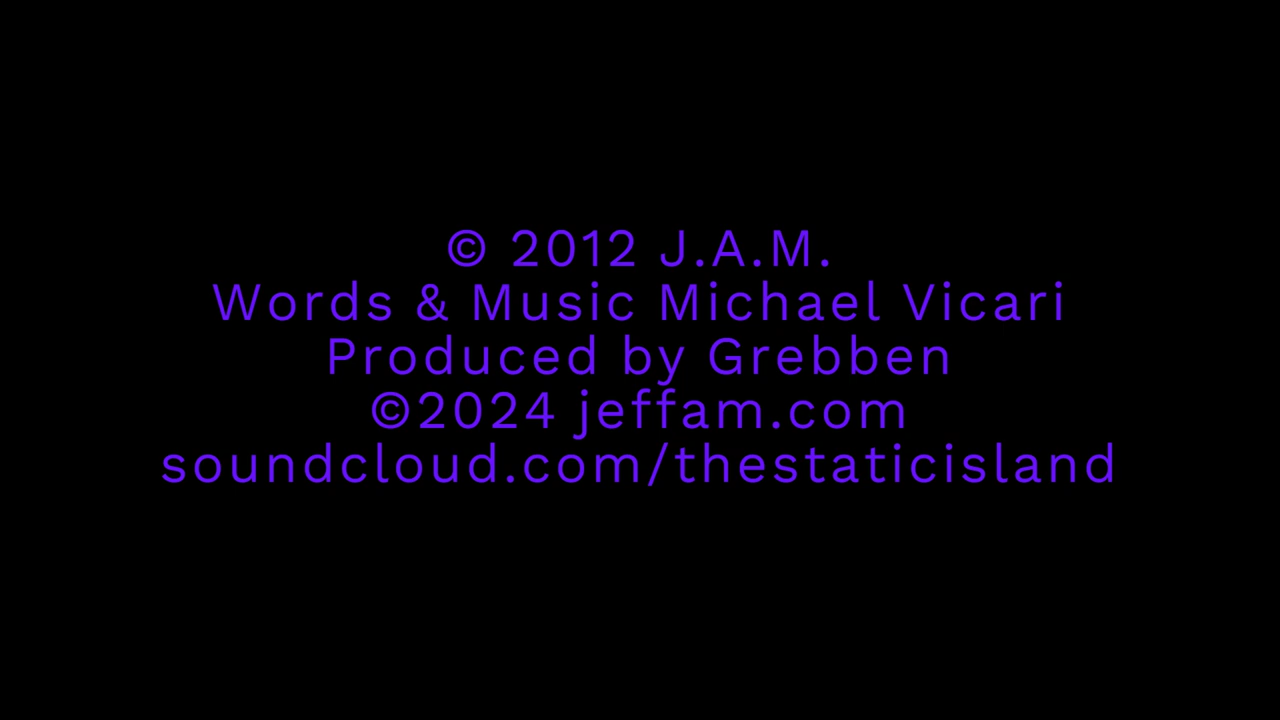 © 2012 J.A.M.
Words & Music Michael Vicari
Produced by Grebben
©2024 jeffam.com
soundcloud.com/thestaticisland